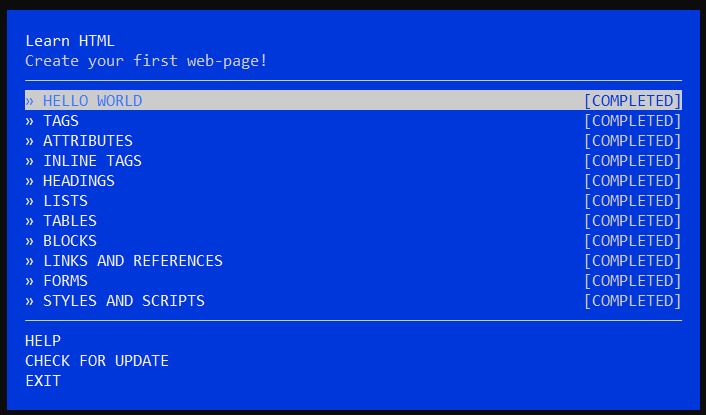 Learn HTML
Create your first web-page!
» HELLO WORLD [COMPLETED]
» TAGS [COMPLETED]
» ATTRIBUTES [COMPLETED]
» INLINE TAGS [COMPLETED]
» HEADINGS [COMPLETED]
» LISTS [COMPLETED]
» TABLES [COMPLETED]
» BLOCKS [COMPLETED]
» LINKS AND REFERENCES [COMPLETED]
» FORMS [COMPLETED]
» STYLES AND SCRIPTS [COMPLETED]
HELP
CHECK FOR UPDATE
EXIT